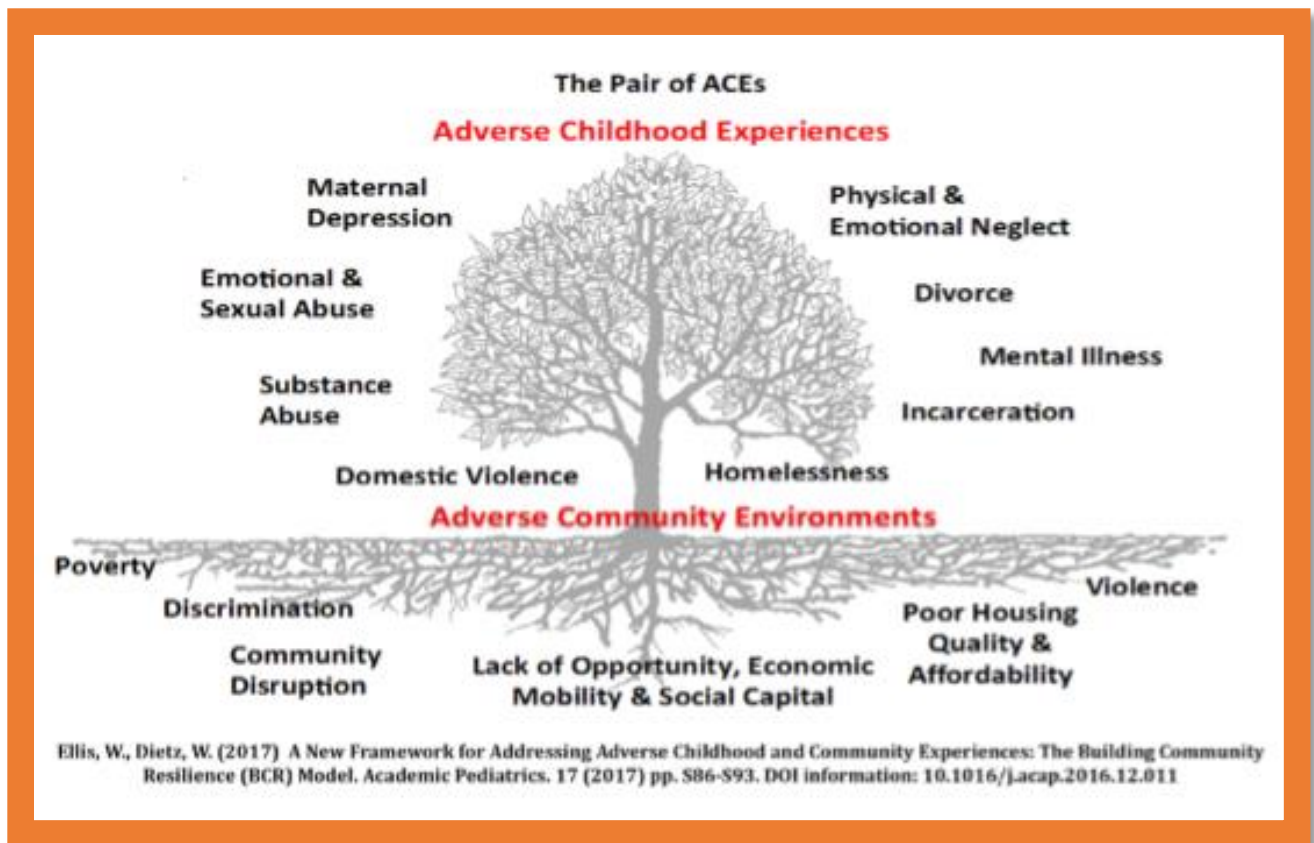 The Pair of ACEs
Adverse Childhood Experiences
Maternal
Depression
Physical &
Emotional Neglect
Emotional &
Sexual Abuse
Divorce
Mental Illness
Substance
Abuse
Incarceration
Domestic Violence
Homelessness
Adverse Community Environments
Poverty
Violence
Discrimination
Poor Housing
Quality &
Affordability
Community
Disruption
Lack of Opportunity, Economic
Mobility & Social Capital
Ellis, W., Dietz, W. (2017) A New Framework for Addressing Adverse Childhood and Community Experiences: The Building Community
Resilience (BCR) Model. Academic Pediatrics. 17 (2017) pp. S86-S93. DOI information: 10.1016/j.acap.2016.12.011